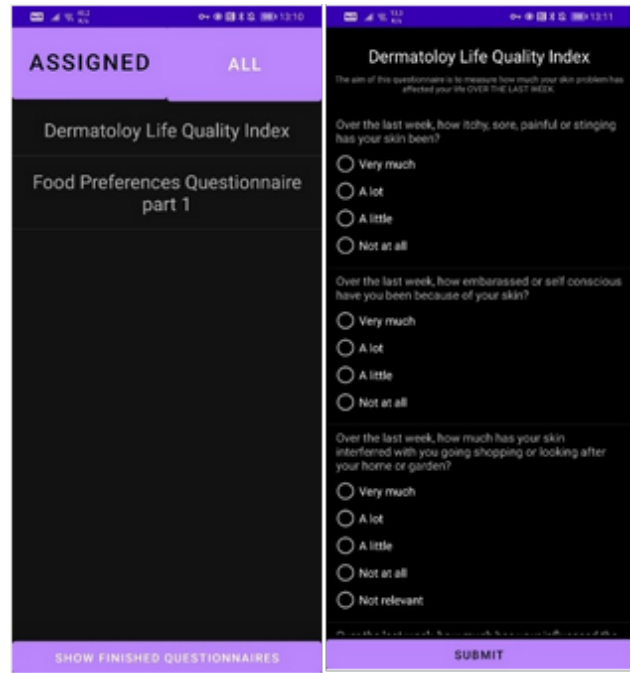 13:10
ASSIGNED
ALL
Dermatoloy Life Quality Index
Food Preferences Questionnaire
part 1
SHOW FINISHED QUESTIONNAIRES
13:11
Dermatoloy Life Quality Index
The aim of this questionnaire is to measure how much your skin problem has
affected your life OVER THE LAST WEEK.
Over the last week, how itchy, sore, painful or stinging
has your skin been?
Very much
A lot
A little
Not at all
Over the last week, how embarassed or self conscious
have you been because of your skin?
Very much
A lot
A little
Not at all
Over the last week, how much has your skin
interferred with you going shopping or looking after
your home or garden?
Very much
A lot
A little
Not at all
Not relevant
SUBMIT